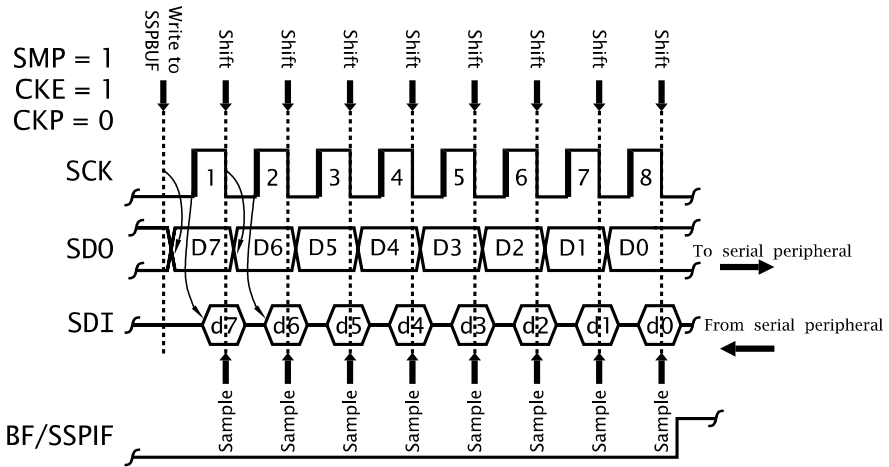 Write to
SSPBUF
Shift
Shift
Shift
Shift
Shift
Shift
Shift
Shift
SMP = 1
CKE = 1
CKP = 0
SCK
1
2
3
4
5
6
7
8
SDO
D7
D6
D5
D4
D3
D2
D1
D0
To serial peripheral
SDI
d7
d6
d5
d4
d3
d2
d1
d0
From serial peripheral
Sample
Sample
Sample
Sample
Sample
Sample
Sample
Sample
BF/SSPIF